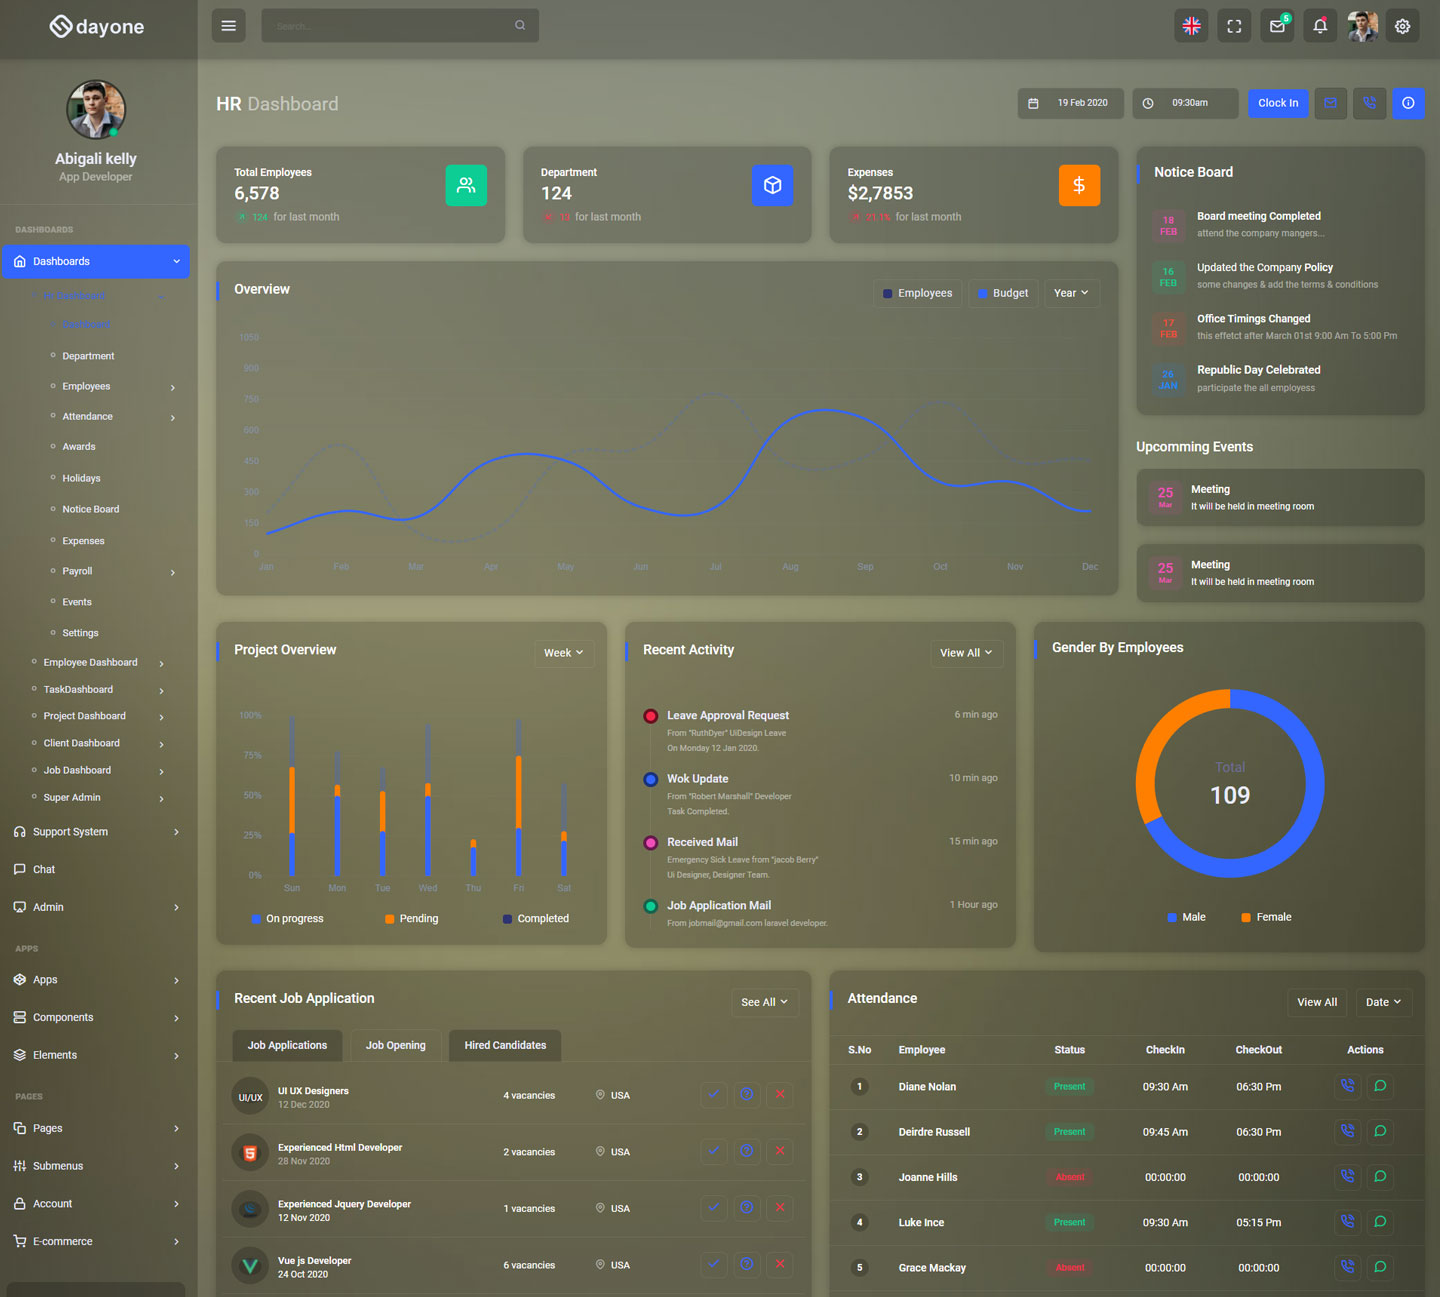 dayone
Search...
5
Abigali kelly
App Developer
DASHBOARDS
Dashboards
Hr Dashboard
Dashboard
Department
Employees
Attendance
Awards
Holidays
Notice Board
Expenses
Payroll
Events
Settings
Employee Dashboard
TaskDashboard
Project Dashboard
Client Dashboard
Job Dashboard
Super Admin
Support System
Chat
Admin
APPS
Apps
Components
Elements
PAGES
Pages
Submenus
Account
E-commerce
HR Dashboard
19 Feb 2020
09:30am
Clock In
Total Employees
6,578
124 for last month
Department
124
13 for last month
Expenses
$2,7853
21.1% for last month
Notice Board
18 FEB
Board meeting Completed
attend the company mangers...
16 FEB
Updated the Company Policy
some changes & add the terms & conditions
17 FEB
Office Timings Changed
this effetct after March 01st 9:00 Am To 5:00 Pm
26 JAN
Republic Day Celebrated
participate the all employess
Overview
Employees
Budget
Year
1050
900
750
600
450
300
150
0
Jan Feb Mar Apr May Jun Jul Aug Sep Oct Nov Dec
Upcomming Events
25 Mar
Meeting
It will be held in meeting room
25 Mar
Meeting
It will be held in meeting room
Project Overview
Week
100%
75%
50%
25%
0%
Sun Mon Tue Wed Thu Fri Sat
On progress
Pending
Completed
Recent Activity
View All
Leave Approval Request 6 min ago
From "RuthDyer" UiDesign Leave
On Monday 12 Jan 2020.
Wok Update 10 min ago
From "Robert Marshall" Developer
Task Completed.
Received Mail 15 min ago
Emergency Sick Leave from "jacob Berry"
Ui Designer, Designer Team.
Job Application Mail 1 Hour ago
From jobmail@gmail.com laravel developer.
Gender By Employees
Total
109
Male
Female
Recent Job Application
See All
Job Applications
Job Opening
Hired Candidates
UI/UX
UI UX Designers
12 Dec 2020
4 vacancies
USA
Experienced Html Developer
28 Nov 2020
2 vacancies
USA
Experienced Jquery Developer
12 Nov 2020
1 vacancies
USA
Vue js Developer
24 Oct 2020
6 vacancies
USA
Attendance
View All
Date
S.No Employee Status CheckIn CheckOut Actions
1 Diane Nolan Present 09:30 Am 06:30 Pm
2 Deirdre Russell Present 09:45 Am 06:30 Pm
3 Joanne Hills Absent 00:00:00 00:00:00
4 Luke Ince Present 09:30 Am 05:15 Pm
5 Grace Mackay Absent 00:00:00 00:00:00